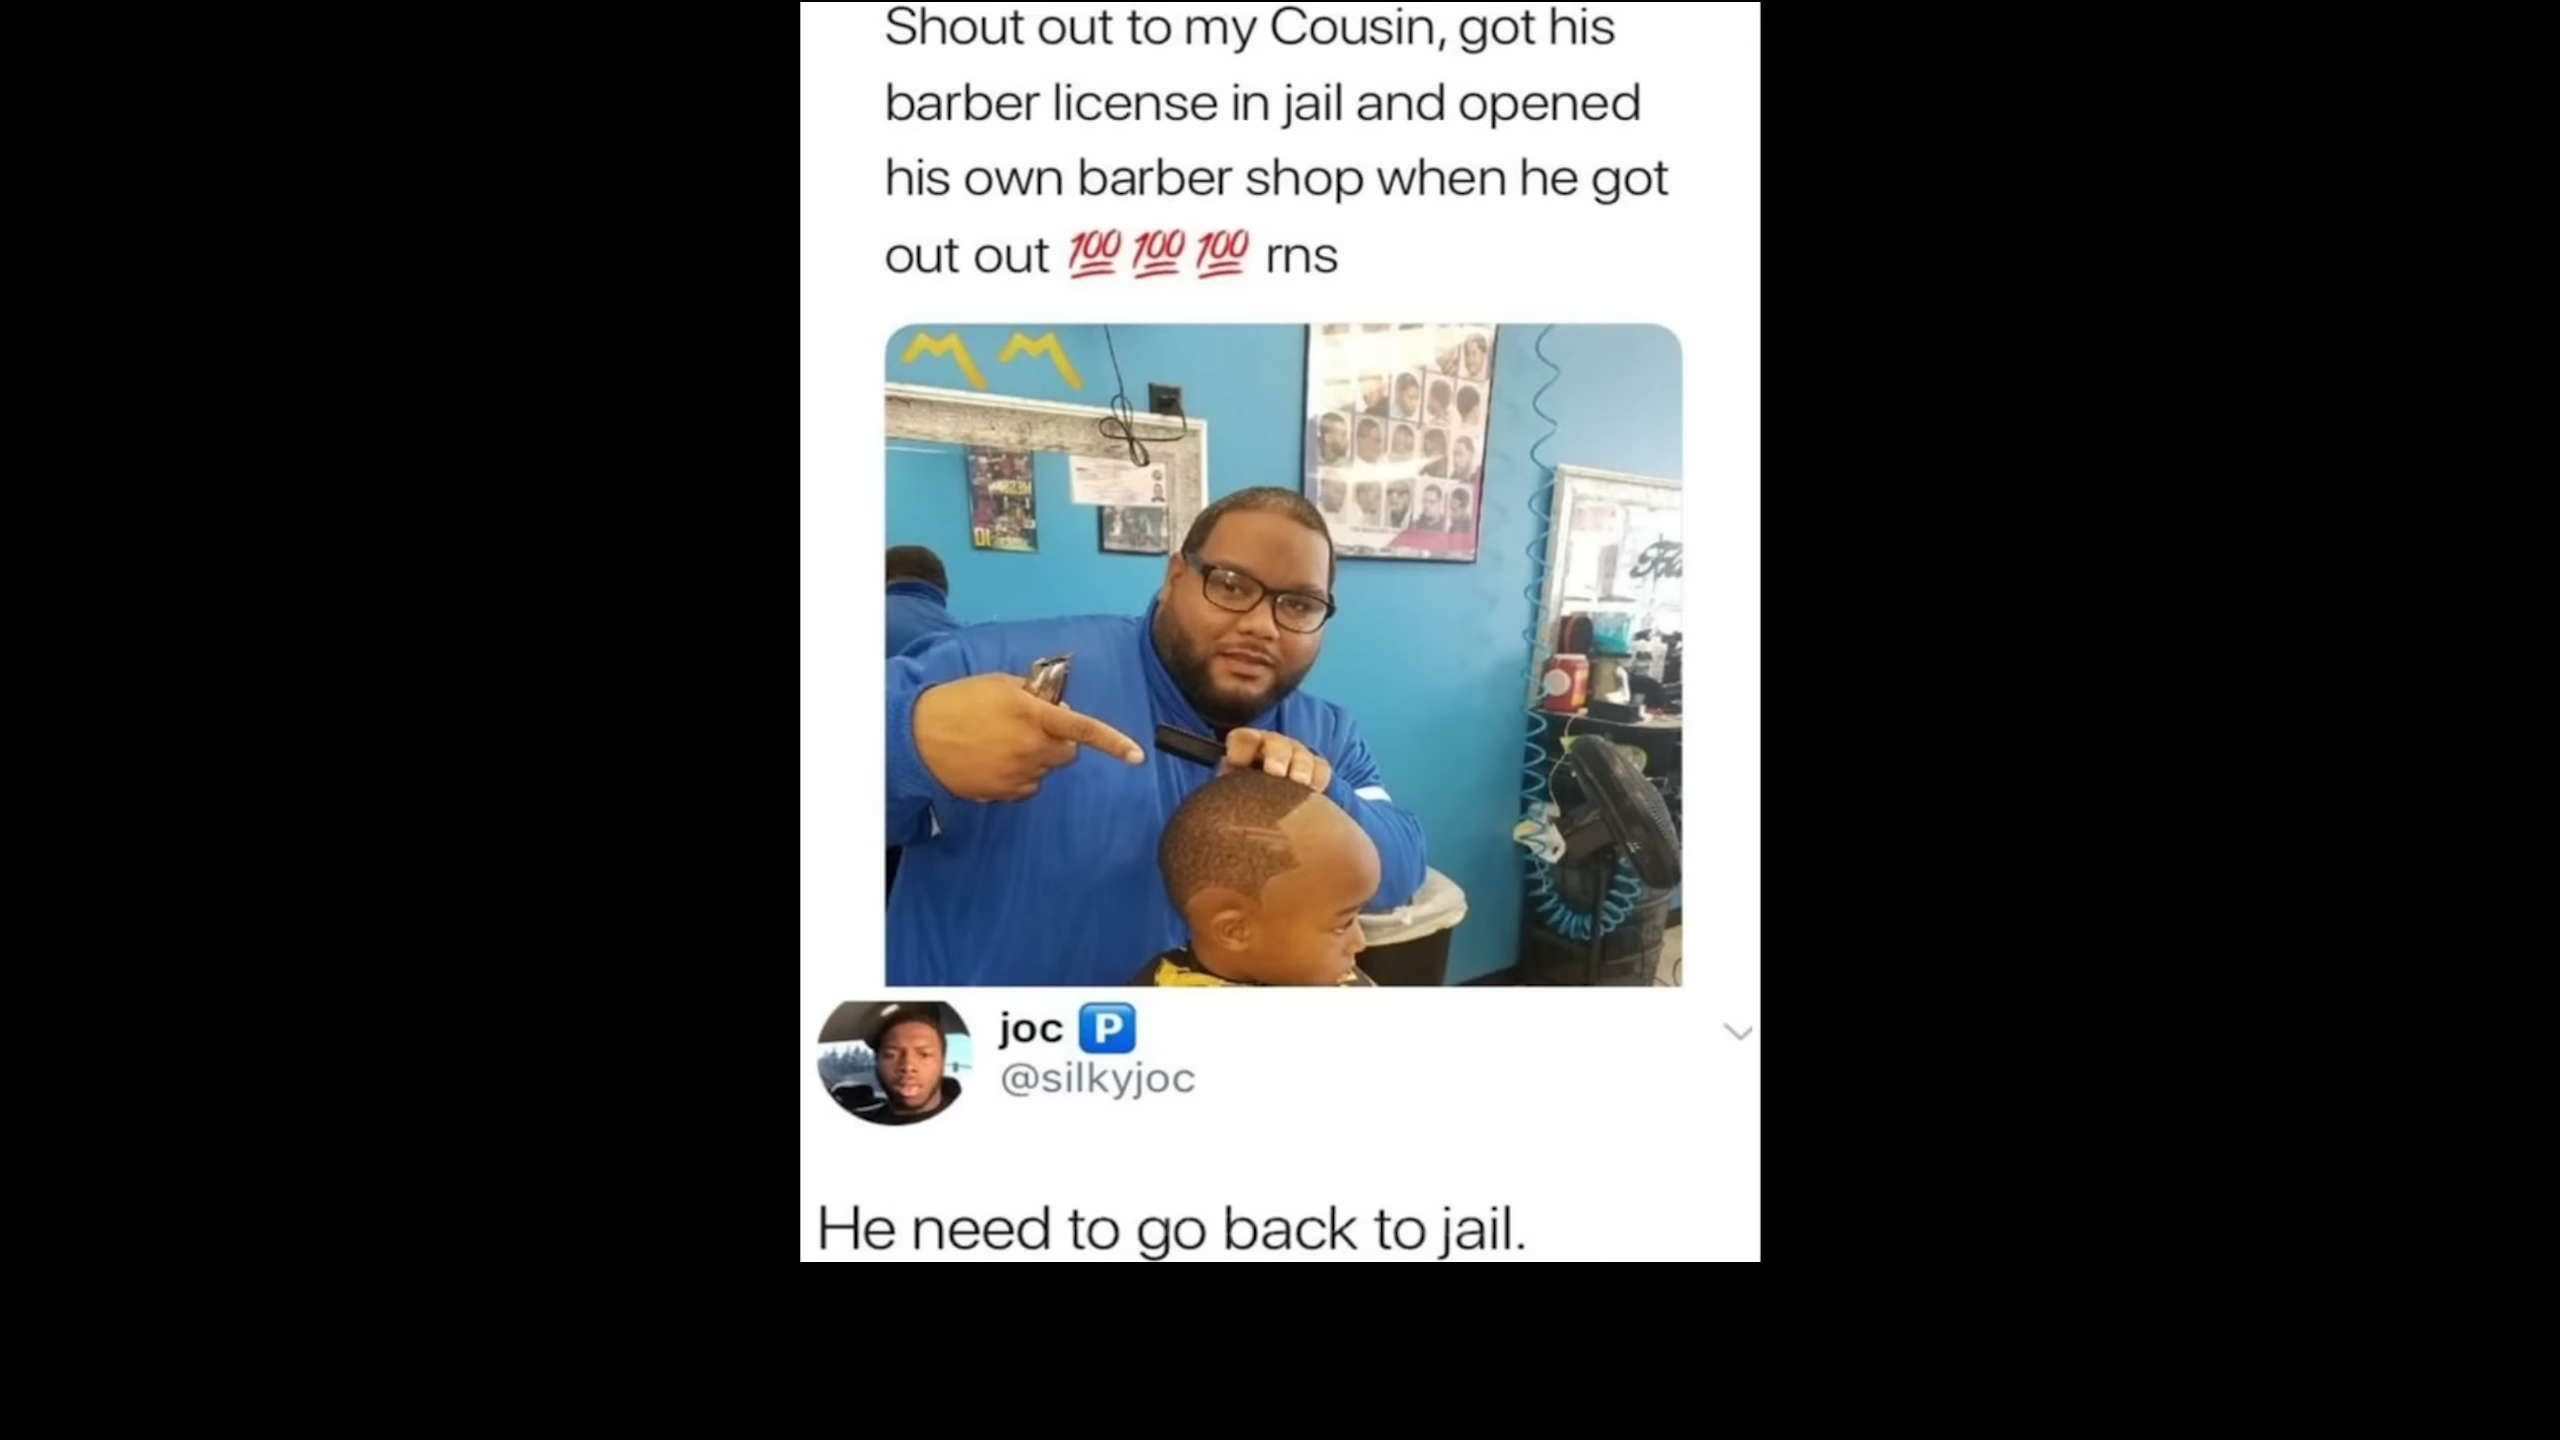 Shout out to my Cousin, got his
barber license in jail and opened
his own barber shop when he got
out out 💯💯💯 rns
joc 🅿️
@silkyjoc
He need to go back to jail.